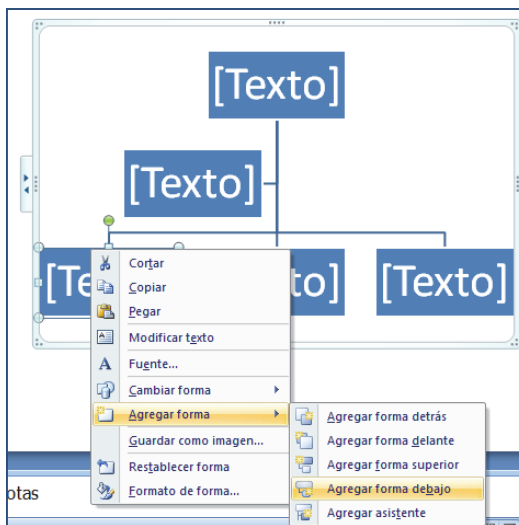 [Texto]
[Texto]
[Te
to]
[Texto]
Cortar
Copiar
Pegar
Modificar texto
Fuente...
Cambiar forma
Agregar forma
Guardar como imagen...
Restablecer forma
Formato de forma...
Agregar forma detrás
Agregar forma delante
Agregar forma superior
Agregar forma debajo
Agregar asistente
otas